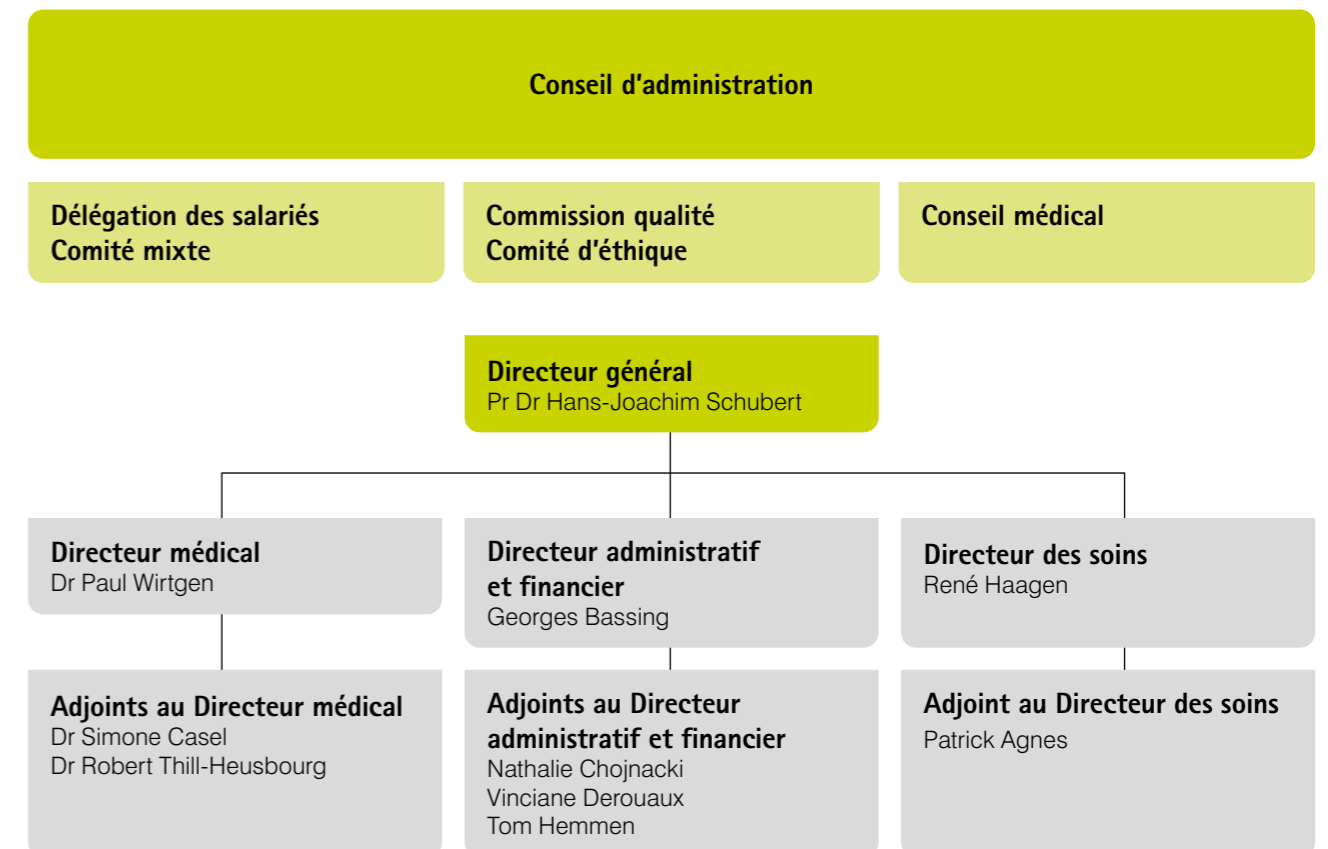 Conseil d'administration
Délégation des salariés
Comité mixte
Commission qualité
Comité d'éthique
Conseil médical
Directeur général
Pr Dr Hans-Joachim Schubert
Directeur médical
Dr Paul Wirtgen
Directeur administratif
et financier
Georges Bassing
Directeur des soins
René Haagen
Adjoints au Directeur médical
Dr Simone Casel
Dr Robert Thill-Heusbourg
Adjoints au Directeur
administratif et financier
Nathalie Chojnacki
Vinciane Derouaux
Tom Hemmen
Adjoint au Directeur des soins
Patrick Agnes